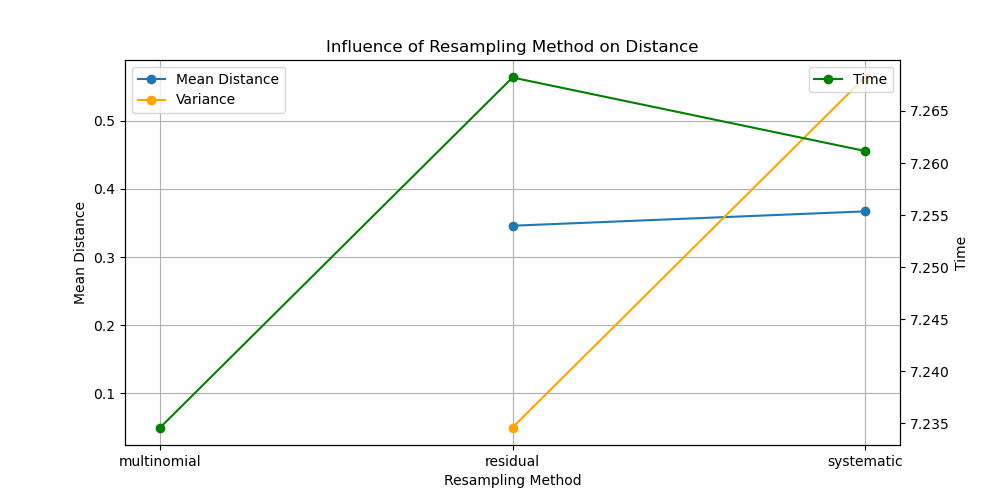 Influence of Resampling Method on Distance
Mean Distance
Variance
Time
0.5
0.4
0.3
0.2
0.1
Mean Distance
7.265
7.260
7.255
7.250
7.245
7.240
7.235
Time
multinomial
residual
systematic
Resampling Method